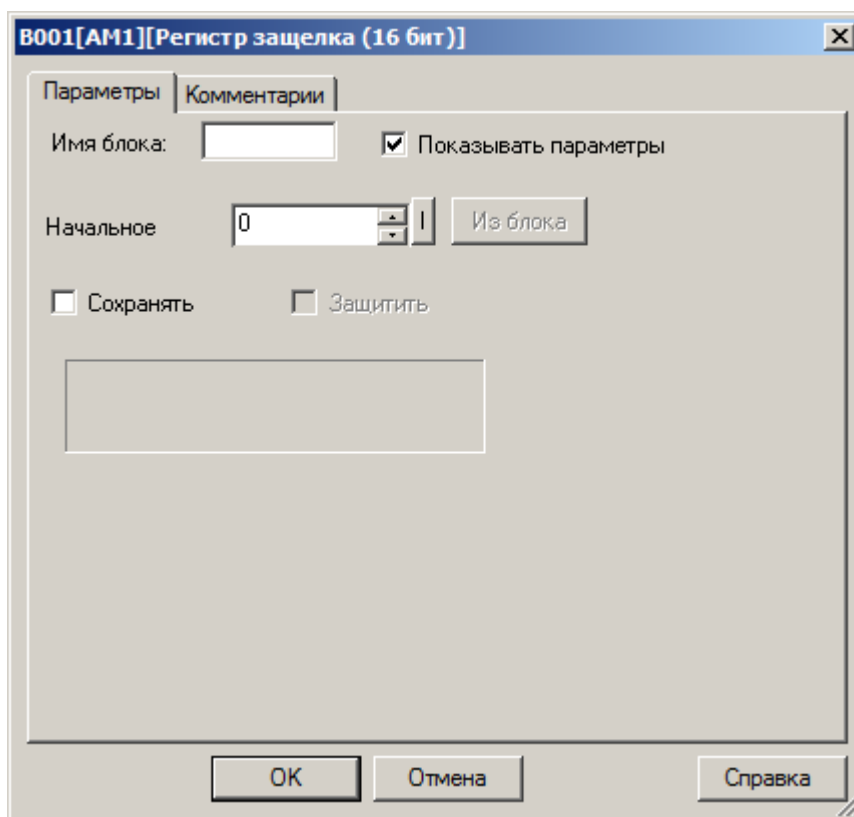 B001[AM1][Регистр защелка (16 бит)]
Параметры Комментарии
Имя блока: Показывать параметры
Начальное 0 I Из блока
Сохранять Защитить
OK Отмена Справка